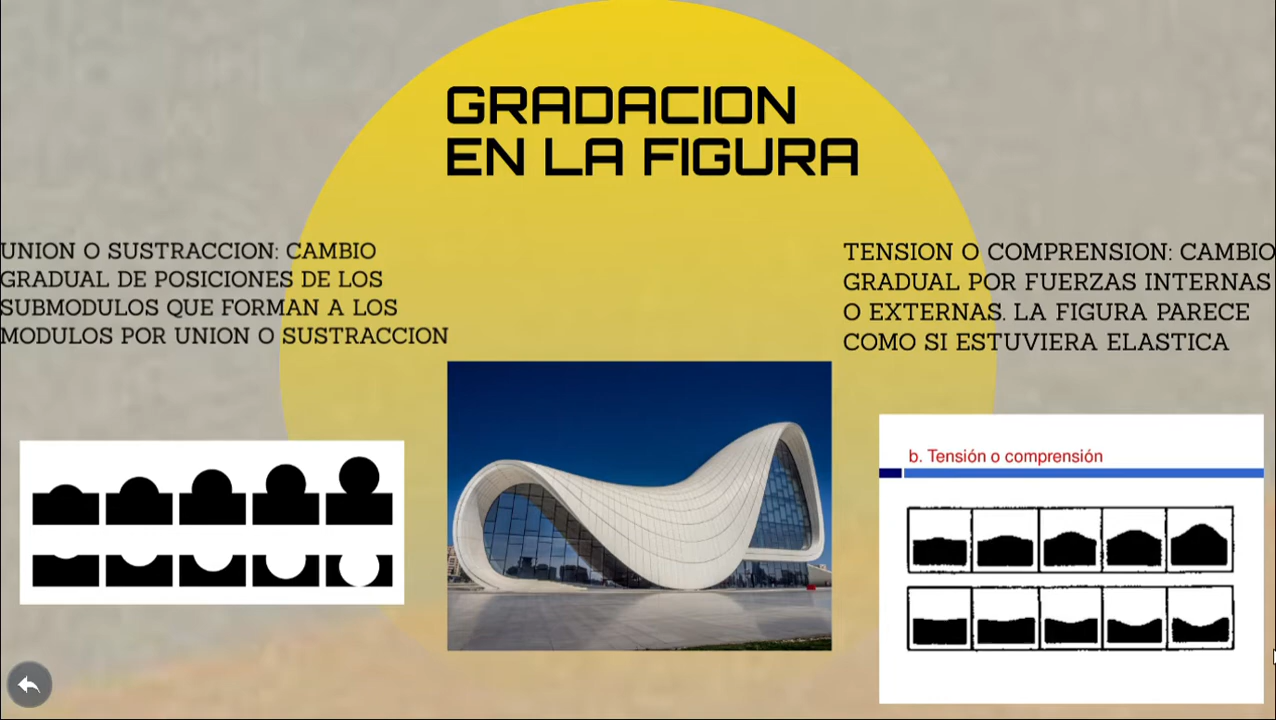 GRADACION
EN LA FIGURA
UNION O SUSTRACCION: CAMBIO
GRADUAL DE POSICIONES DE LOS
SUBMODULOS QUE FORMAN A LOS
MODULOS POR UNION O SUSTRACCION
TENSION O COMPRENSION: CAMBIO
GRADUAL POR FUERZAS INTERNAS
O EXTERNAS. LA FIGURA PARECE
COMO SI ESTUVIERA ELASTICA
b. Tensión o comprensión